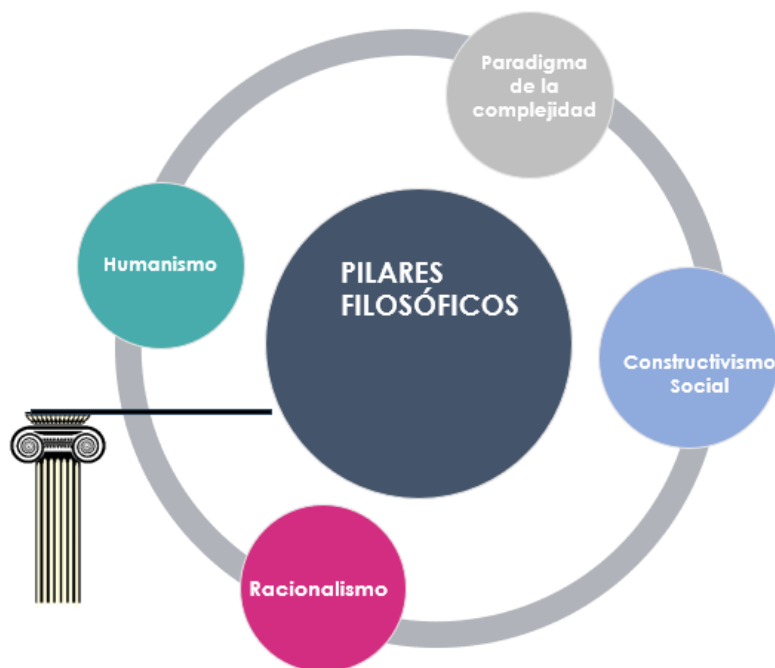 Paradigma
de la
complejidad
Humanismo
PILARES
FILOSÓFICOS
Constructivismo
Social
Racionalismo